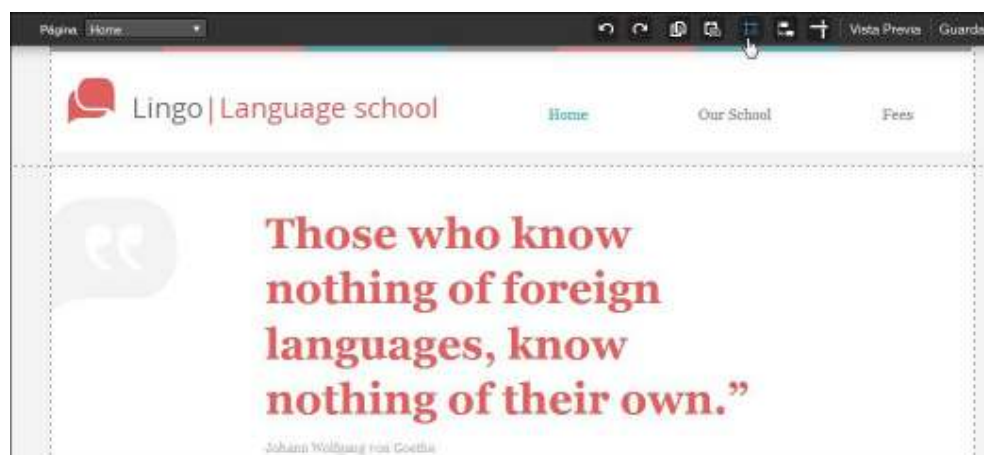 Página Home Vista Previa Guarda
Lingo|Language school Home Our School Fees
Those who know
nothing of foreign
languages, know
nothing of their own.”
Johann Wolfgang von Goethe